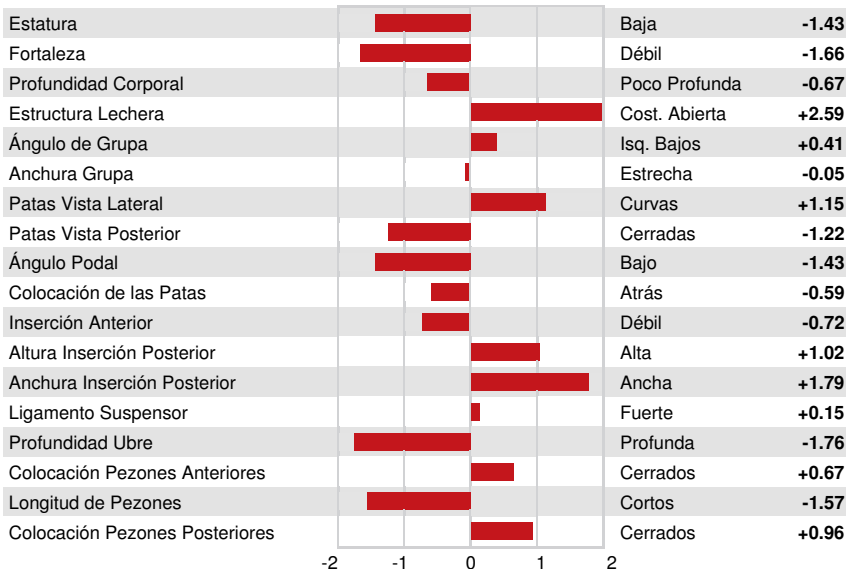 Estatura Baja -1.43
Fortaleza Débil -1.66
Profundidad Corporal Poco Profunda -0.67
Estructura Lechera Cost. Abierta +2.59
Ángulo de Grupa Isq. Bajos +0.41
Anchura Grupa Estrecha -0.05
Patas Vista Lateral Curvas +1.15
Patas Vista Posterior Cerradas -1.22
Ángulo Podal Bajo -1.43
Colocación de las Patas Atrás -0.59
Inserción Anterior Débil -0.72
Altura Inserción Posterior Alta +1.02
Anchura Inserción Posterior Ancha +1.79
Ligamento Suspensor Fuerte +0.15
Profundidad Ubre Profunda -1.76
Colocación Pezones Anteriores Cerrados +0.67
Longitud de Pezones Cortos -1.57
Colocación Pezones Posteriores Cerrados +0.96
-2 -1 0 1 2